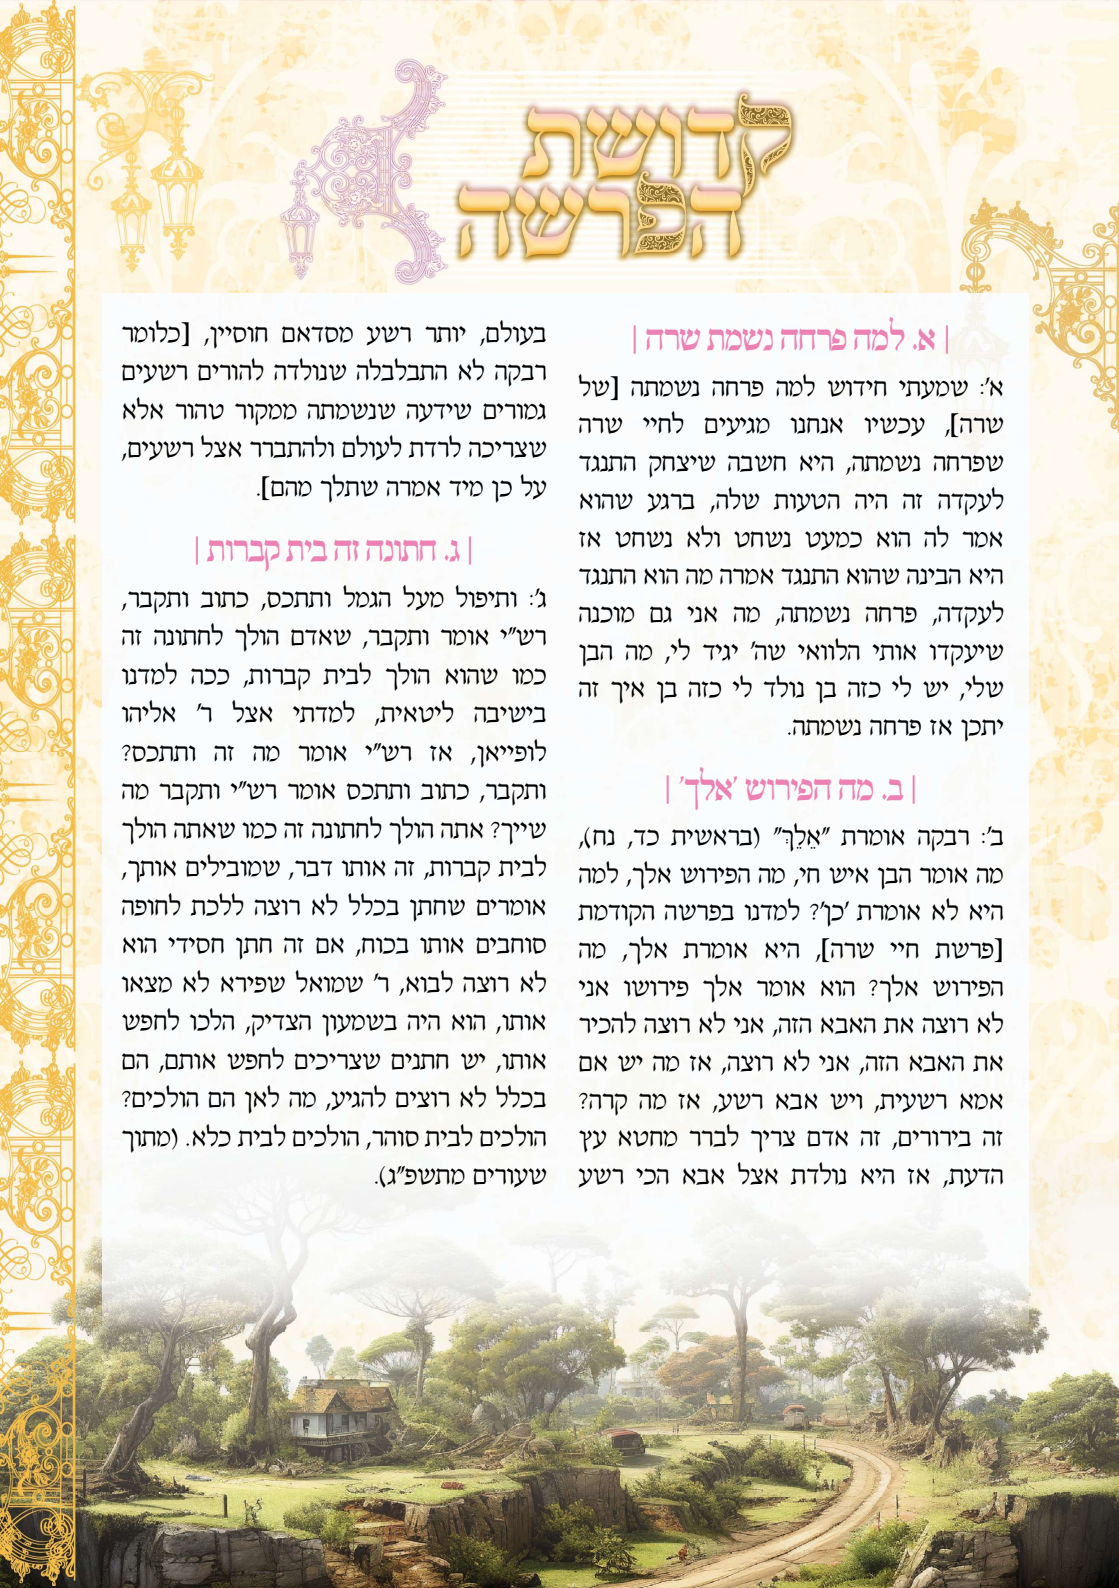 קדושת
הפרשה
| א. למה פרחה נשמת שרה |
א': שמעתי חידוש למה פרחה נשמתה [של
שרה], עכשיו אנחנו מגיעים לחיי שרה
שפרחה נשמתה, היא חשבה שיצחק התנגד
לעקדה זה היה הטעות שלה, ברגע שהוא
אמר לה הוא כמעט נשחט ולא נשחט אז
היא הבינה שהוא התנגד אמרה מה הוא התנגד
לעקדה, פרחה נשמתה, מה אני גם מוכנה
שיעקדו אותי הלוואי שה' יגיד לי, מה הבן
שלי, יש לי כזה בן נולד לי כזה בן איך זה
יתכן אז פרחה נשמתה.
| ב. מה הפירוש 'אלך' |
ב': רבקה אומרת "אֵלֵךְ" (בראשית כד, נח),
מה אומר הבן איש חי, מה הפירוש אלך, למה
היא לא אומרת 'כן'? למדנו בפרשה הקודמת
[פרשת חיי שרה], היא אומרת אלך, מה
הפירוש אלך? הוא אומר אלך פירושו אני
לא רוצה את האבא הזה, אני לא רוצה להכיר
את האבא הזה, אני לא רוצה, אז מה יש אם
אמא רשעית, ויש אבא רשע, אז מה קרה?
זה בירורים, זה אדם צריך לברר מחטא עץ
הדעת, אז היא נולדת אצל אבא הכי רשע
בעולם, יותר רשע מסדאם חוסיין, [כלומר
רבקה לא התבלבלה שנולדה להורים רשעים
גמורים שידעה שנשמתה ממקור טהור אלא
שצריכה לרדת לעולם ולהתברר אצל רשעים,
על כן מיד אמרה שתלך מהם].
| ג. חתונה זה בית קברות |
ג': ותיפול מעל הגמל ותתכס, כתוב ותקבר,
רש"י אומר ותקבר, שאדם הולך לחתונה זה
כמו שהוא הולך לבית קברות, ככה למדנו
בישיבה ליטאית, למדתי אצל ר' אליהו
לופייאן, אז רש"י אומר מה זה ותתכס?
ותקבר, כתוב ותתכס אומר רש"י ותקבר מה
שייך? אתה הולך לחתונה זה כמו שאתה הולך
לבית קברות, זה אותו דבר, שמובילים אותך,
אומרים שחתן בכלל לא רוצה ללכת לחופה
סוחבים אותו בכוח, אם זה חתן חסידי הוא
לא רוצה לבוא, ר' שמואל שפירא לא מצאו
אותו, הוא היה בשמעון הצדיק, הלכו לחפש
אותו, יש חתנים שצריכים לחפש אותם, הם
בכלל לא רוצים להגיע, מה לאן הם הולכים?
הולכים לבית סוהר, הולכים לבית כלא. (מתוך
שעורים מתשפ"ג).